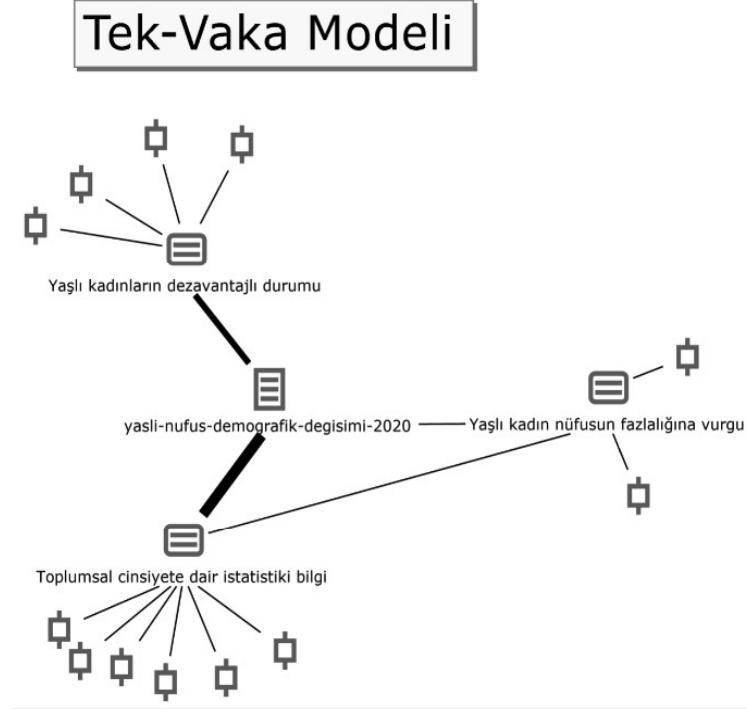 Tek-Vaka Modeli
Yaşlı kadınların dezavantajlı durumu
yasli-nufus-demografik-degisimi-2020
Yaşlı kadın nüfusun fazlalığına vurgu
Toplumsal cinsiyete dair istatistiki bilgi